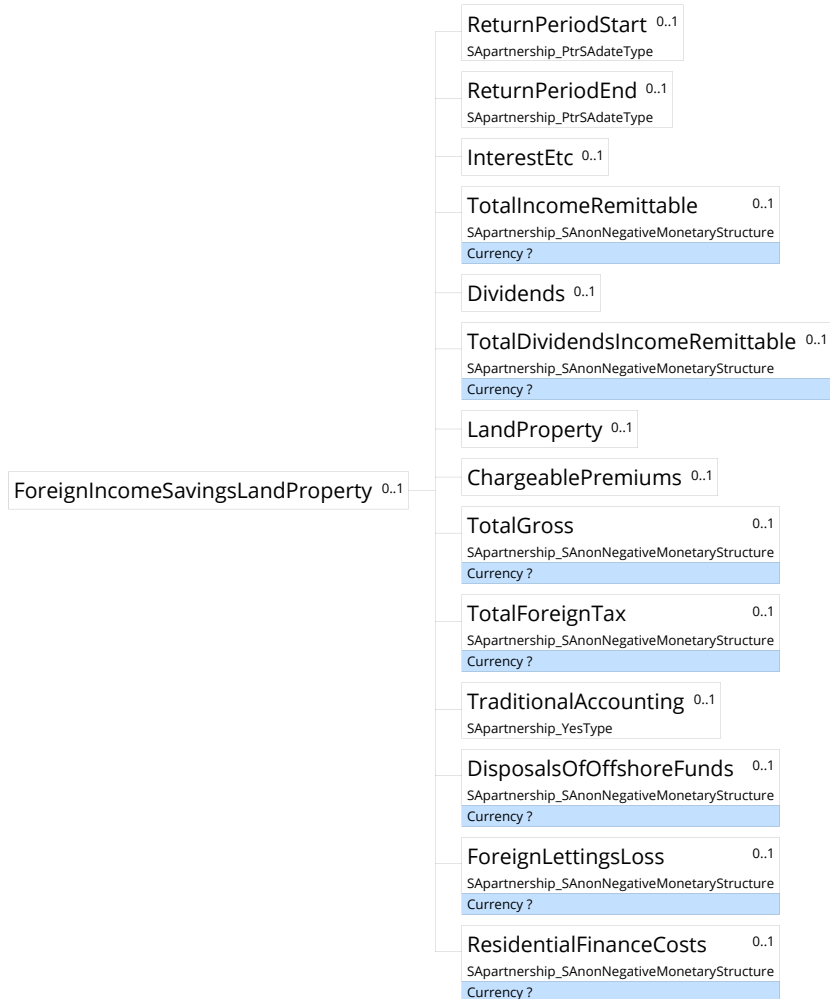 ReturnPeriodStart 0..1
SApartnership_PtrSAdateType
ReturnPeriodEnd 0..1
SApartnership_PtrSAdateType
InterestEtc 0..1
TotalIncomeRemittable 0..1
SApartnership_SAnonNegativeMonetaryStructure
Currency ?
Dividends 0..1
TotalDividendsIncomeRemittable 0..1
SApartnership_SAnonNegativeMonetaryStructure
Currency ?
LandProperty 0..1
ChargeablePremiums 0..1
ForeignIncomeSavingsLandProperty 0..1
TotalGross 0..1
SApartnership_SAnonNegativeMonetaryStructure
Currency ?
TotalForeignTax 0..1
SApartnership_SAnonNegativeMonetaryStructure
Currency ?
TraditionalAccounting 0..1
SApartnership_YesType
DisposalsOfOffshoreFunds 0..1
SApartnership_SAnonNegativeMonetaryStructure
Currency ?
ForeignLettingsLoss 0..1
SApartnership_SAnonNegativeMonetaryStructure
Currency ?
ResidentialFinanceCosts 0..1
SApartnership_SAnonNegativeMonetaryStructure
Currency ?